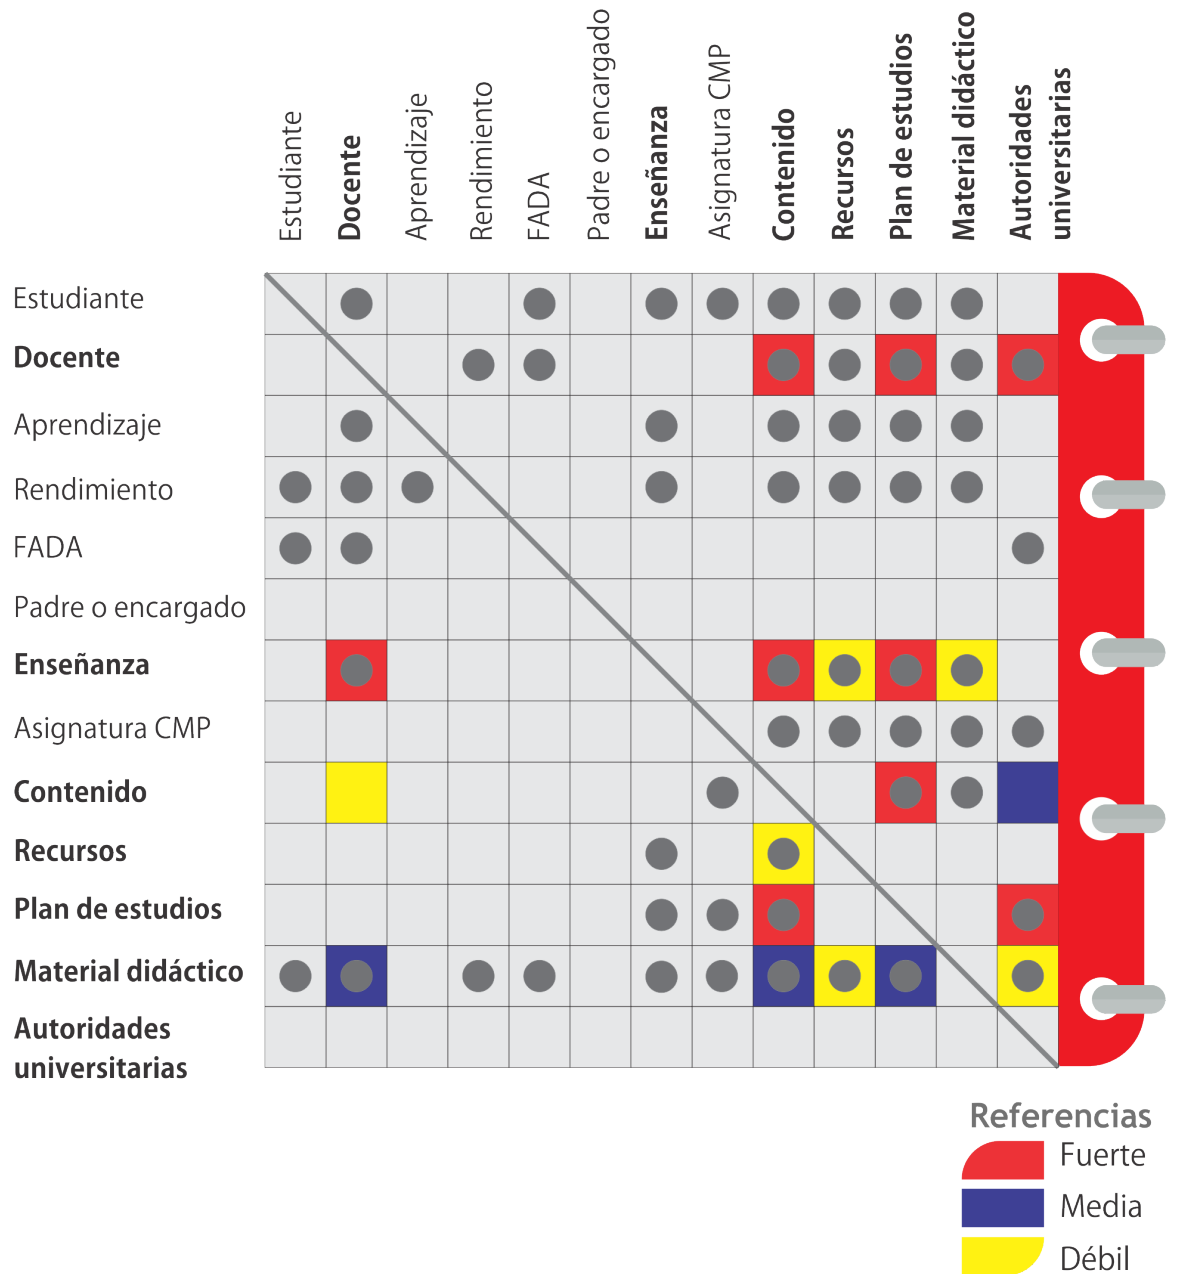 Estudiante
Docente
Aprendizaje
Rendimiento
FADA
Padre o encargado
Enseñanza
Asignatura CMP
Contenido
Recursos
Plan de estudios
Material didáctico
Autoridades
universitarias
Estudiante
Docente
Aprendizaje
Rendimiento
FADA
Padre o encargado
Enseñanza
Asignatura CMP
Contenido
Recursos
Plan de estudios
Material didáctico
Autoridades
universitarias
Referencias
Fuerte
Media
Débil